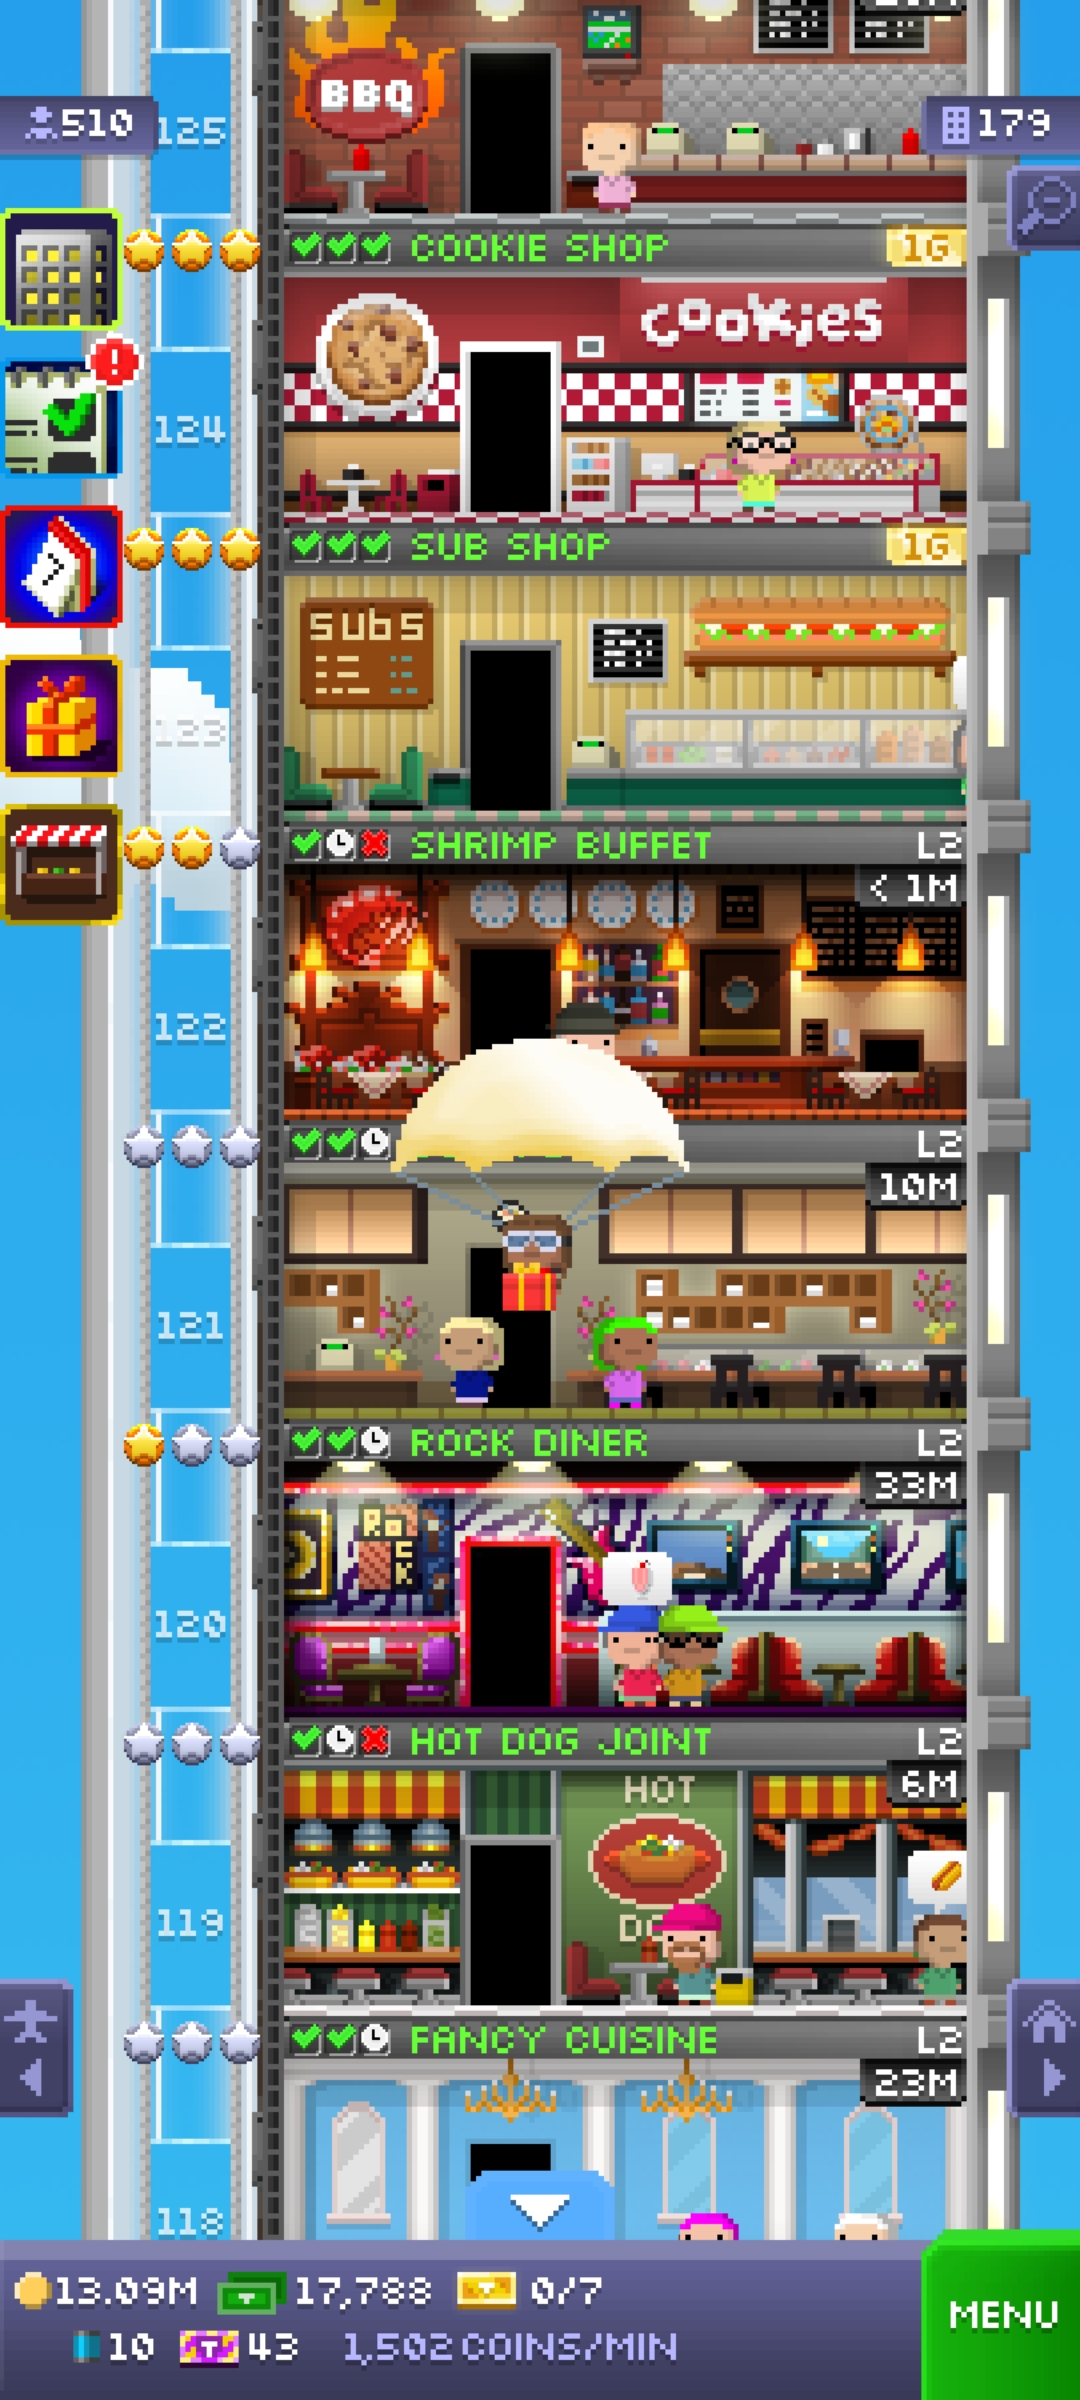 BBQ
510
125
179
COOKIE SHOP
1G
cookies
124
SUB SHOP
1G
subs
123
SHRIMP BUFFET
L2
< 1M
122
L2
10M
121
ROCK DINER
L2
33M
RoCK
120
HOT DOG JOINT
L2
6M
HOT
119
FANCY CUISINE
L2
23M
118
13.09M 17,788 0/7
10 43 1,502 COINS/MIN
MENU